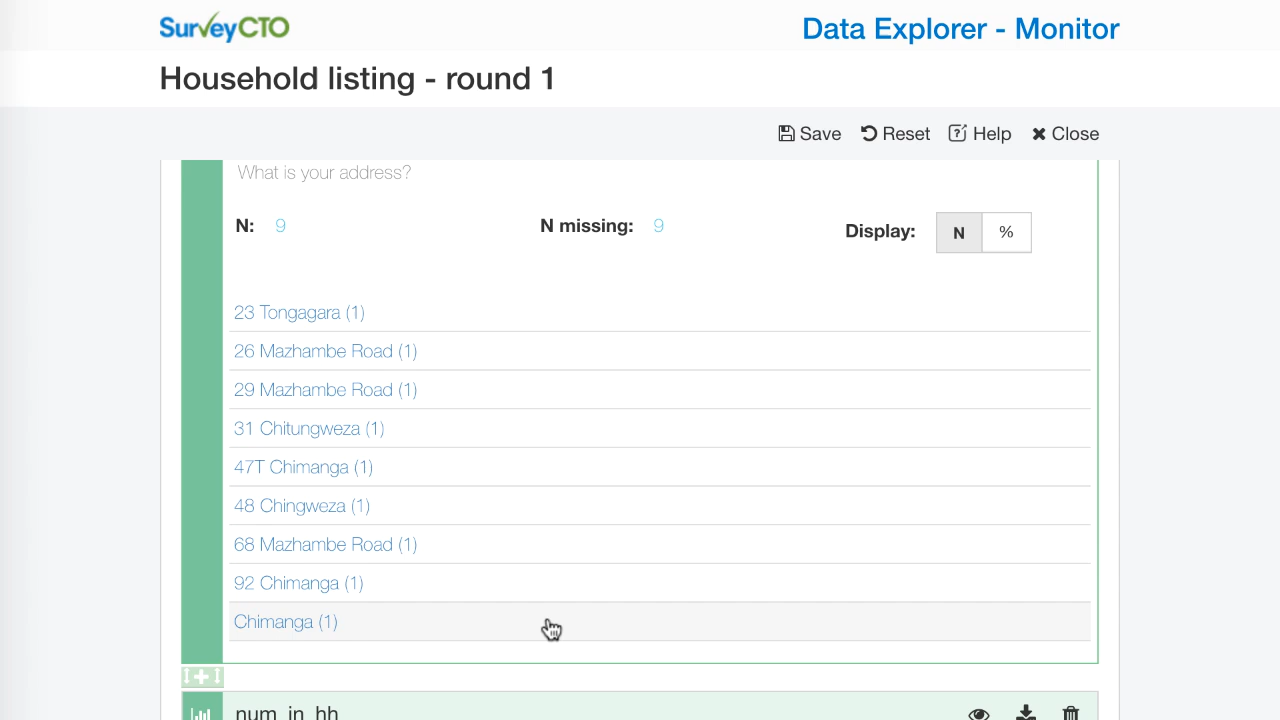 SurveyCTO
Data Explorer - Monitor
Household listing - round 1
Save Reset Help Close
What is your address?
N: 9 N missing: 9 Display: N %
23 Tongagara (1)
26 Mazhambe Road (1)
29 Mazhambe Road (1)
31 Chitungweza (1)
47T Chimanga (1)
48 Chingweza (1)
68 Mazhambe Road (1)
92 Chimanga (1)
Chimanga (1)
num_in_hh